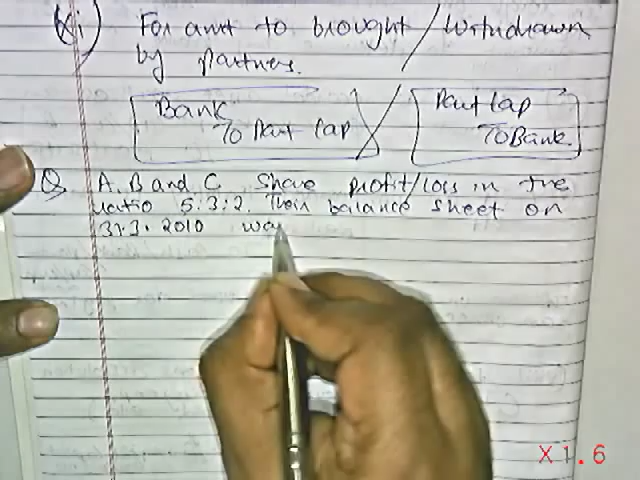 (xi) For amt to brought / Withdrawn
by partners.
Bank
To Part Cap
Part Cap
To Bank.
Q. A, B and C Share profit/loss in the
ratio 5:3:2. Their balance sheet on
31.3.2010 was
X1.6